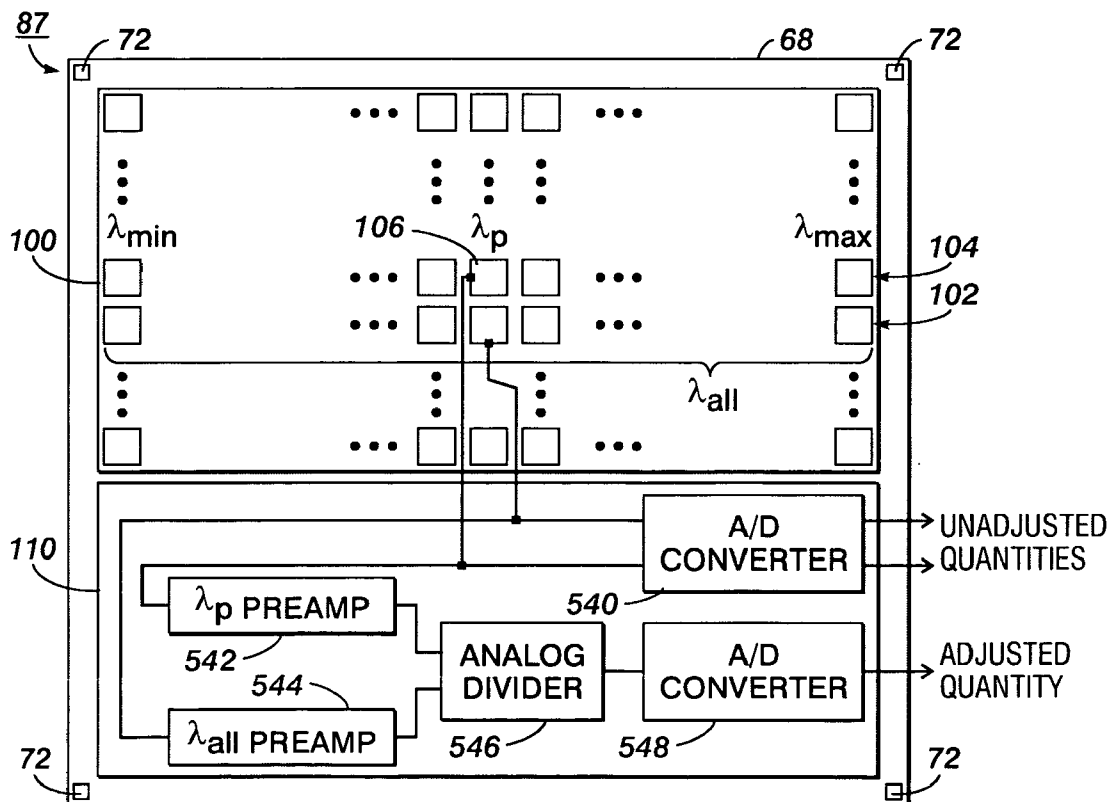 87
72
68
72
λmin
106
λp
λmax
100
104
102
λall
110
A/D CONVERTER
UNADJUSTED QUANTITIES
540
λp PREAMP
542
ANALOG DIVIDER
A/D CONVERTER
ADJUSTED QUANTITY
544
λall PREAMP
546
548
72
72